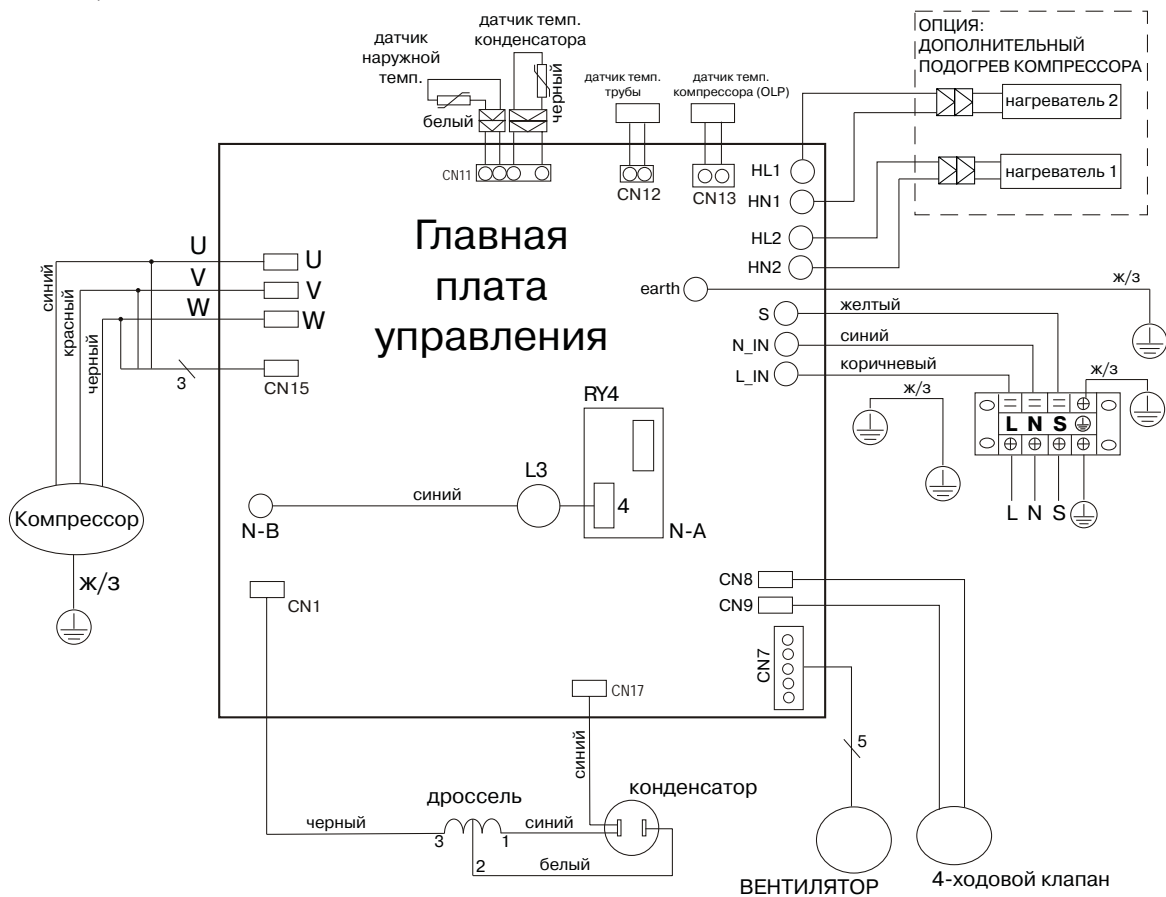 датчик
наружной
темп.
датчик темп.
конденсатора
белый
черный
датчик темп.
трубы
датчик темп.
компрессора (OLP)
ОПЦИЯ:
ДОПОЛНИТЕЛЬНЫЙ
ПОДОГРЕВ КОМПРЕССОРА
нагреватель 2
нагреватель 1
CN11
CN12
CN13
HL1
HN1
HL2
HN2
earth
ж/з
Главная
плата
управления
U
V
W
U
V
W
синий
красный
черный
3
CN15
S
желтый
N_IN
синий
L_IN
коричневый
ж/з
ж/з
L N S
L N S
RY4
L3
4
синий
N-B
N-A
Компрессор
ж/з
CN1
CN8
CN9
CN7
CN17
5
синий
дроссель
конденсатор
черный
3
1
синий
2
белый
ВЕНТИЛЯТОР
4-ходовой клапан